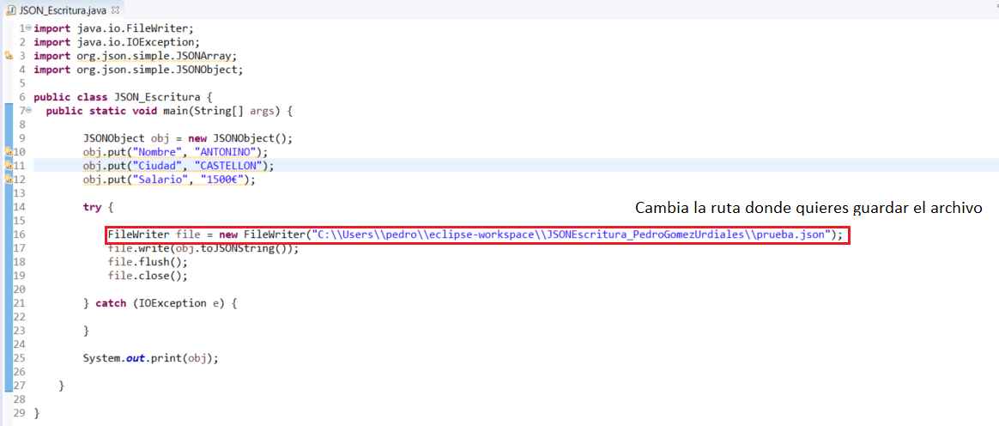 JSON_Escritura.java
1 import java.io.FileWriter;
2 import java.io.IOException;
3 import org.json.simple.JSONArray;
4 import org.json.simple.JSONObject;
5
6 public class JSON_Escritura {
7 public static void main(String[] args) {
8
9 JSONObject obj = new JSONObject();
10 obj.put("Nombre", "ANTONINO");
11 obj.put("Ciudad", "CASTELLON");
12 obj.put("Salario", "1500€");
13
14 try {
Cambia la ruta donde quieres guardar el archivo
15
16 FileWriter file = new FileWriter("C:\\Users\\pedro\\eclipse-workspace\\JSONEscritura_PedroGomezUrdiales\\prueba.json");
17 file.write(obj.toJSONString());
18 file.flush();
19 file.close();
20
21 } catch (IOException e) {
22
23 }
24
25 System.out.print(obj);
26
27 }
28
29 }